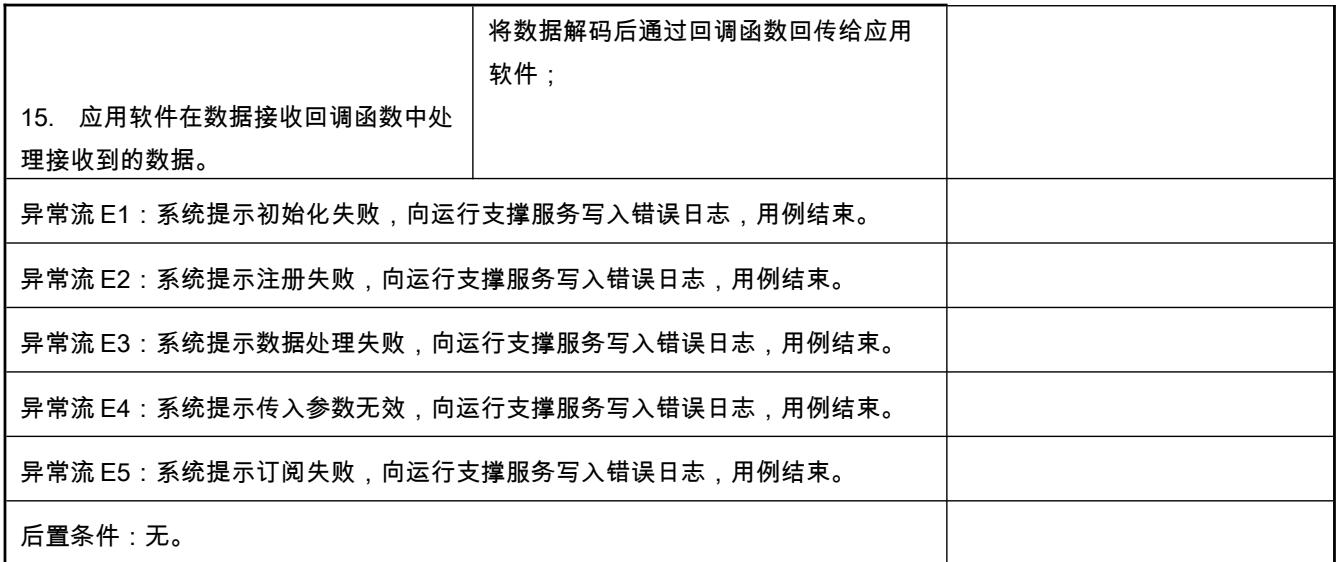 将数据解码后通过回调函数回传给应用
软件；
15. 应用软件在数据接收回调函数中处
理接收到的数据。
异常流 E1：系统提示初始化失败，向运行支撑服务写入错误日志，用例结束。
异常流 E2：系统提示注册失败，向运行支撑服务写入错误日志，用例结束。
异常流 E3：系统提示数据处理失败，向运行支撑服务写入错误日志，用例结束。
异常流 E4：系统提示传入参数无效，向运行支撑服务写入错误日志，用例结束。
异常流 E5：系统提示订阅失败，向运行支撑服务写入错误日志，用例结束。
后置条件：无。